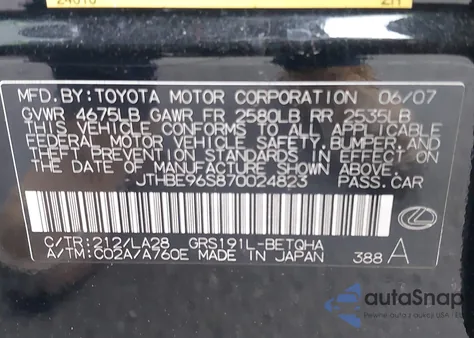 MFD.BY:TOYOTA MOTOR CORPORATION 06/07
GVWR 4675LB GAWR FR 2580LB RR 2535LB
THIS VEHICLE CONFORMS TO ALL APPLICABLE
FEDERAL MOTOR VEHICLE SAFETY,BUMPER,AND
THEFT PREVENTION STANDARDS IN EFFECT ON
THE DATE OF MANUFACTURE SHOWN ABOVE.
JTHBE96S870024823 PASS.CAR
C/TR:212/LA28 GRS191L-BETQHA
A/TM:C02A/A760E MADE IN JAPAN 388 A
autoSnap